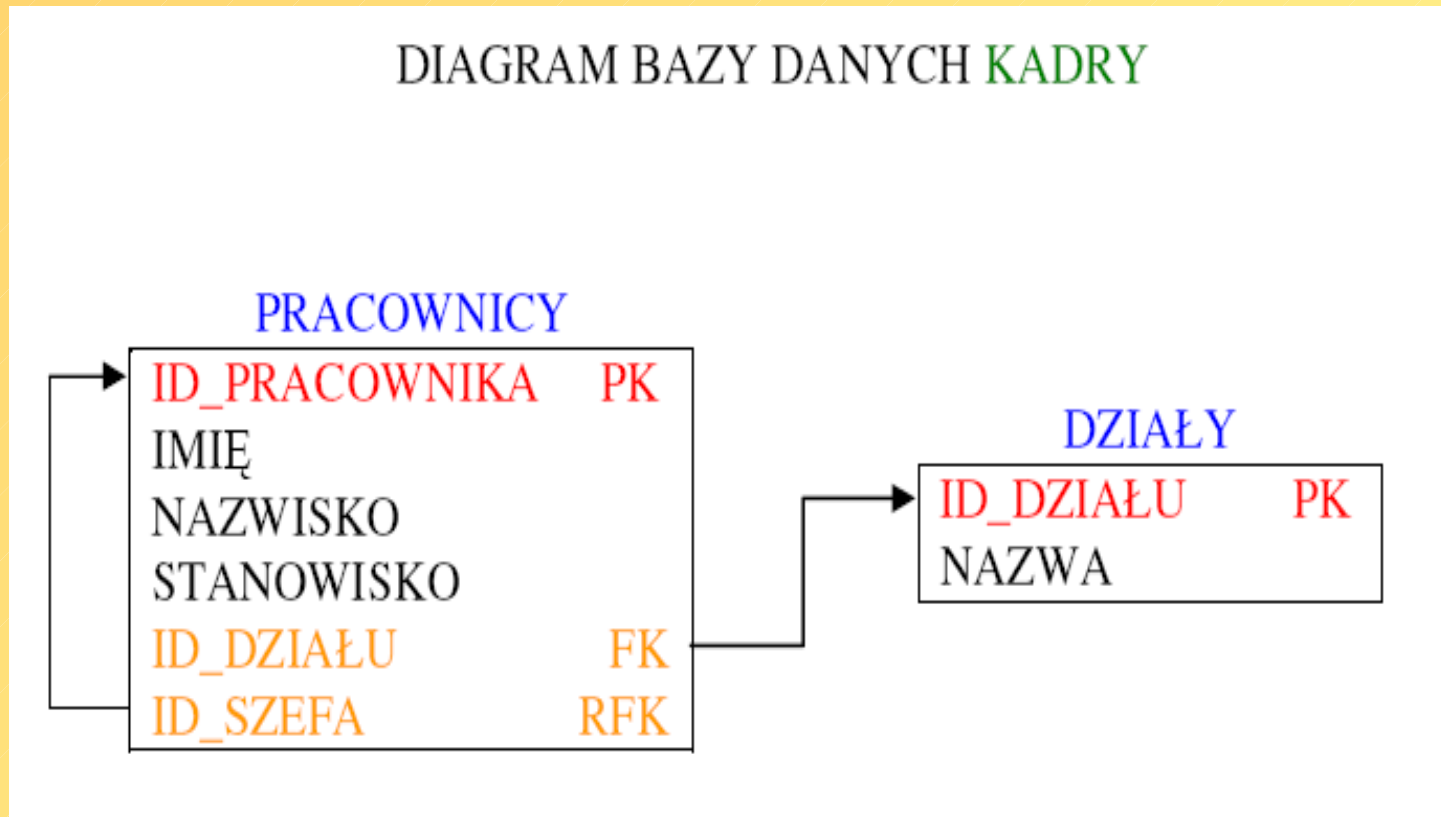 DIAGRAM BAZY DANYCH KADRY
PRACOWNICY
ID_PRACOWNIKA PK
IMIĘ
NAZWISKO
STANOWISKO
ID_DZIAŁU FK
ID_SZEFA RFK
DZIAŁY
ID_DZIAŁU PK
NAZWA